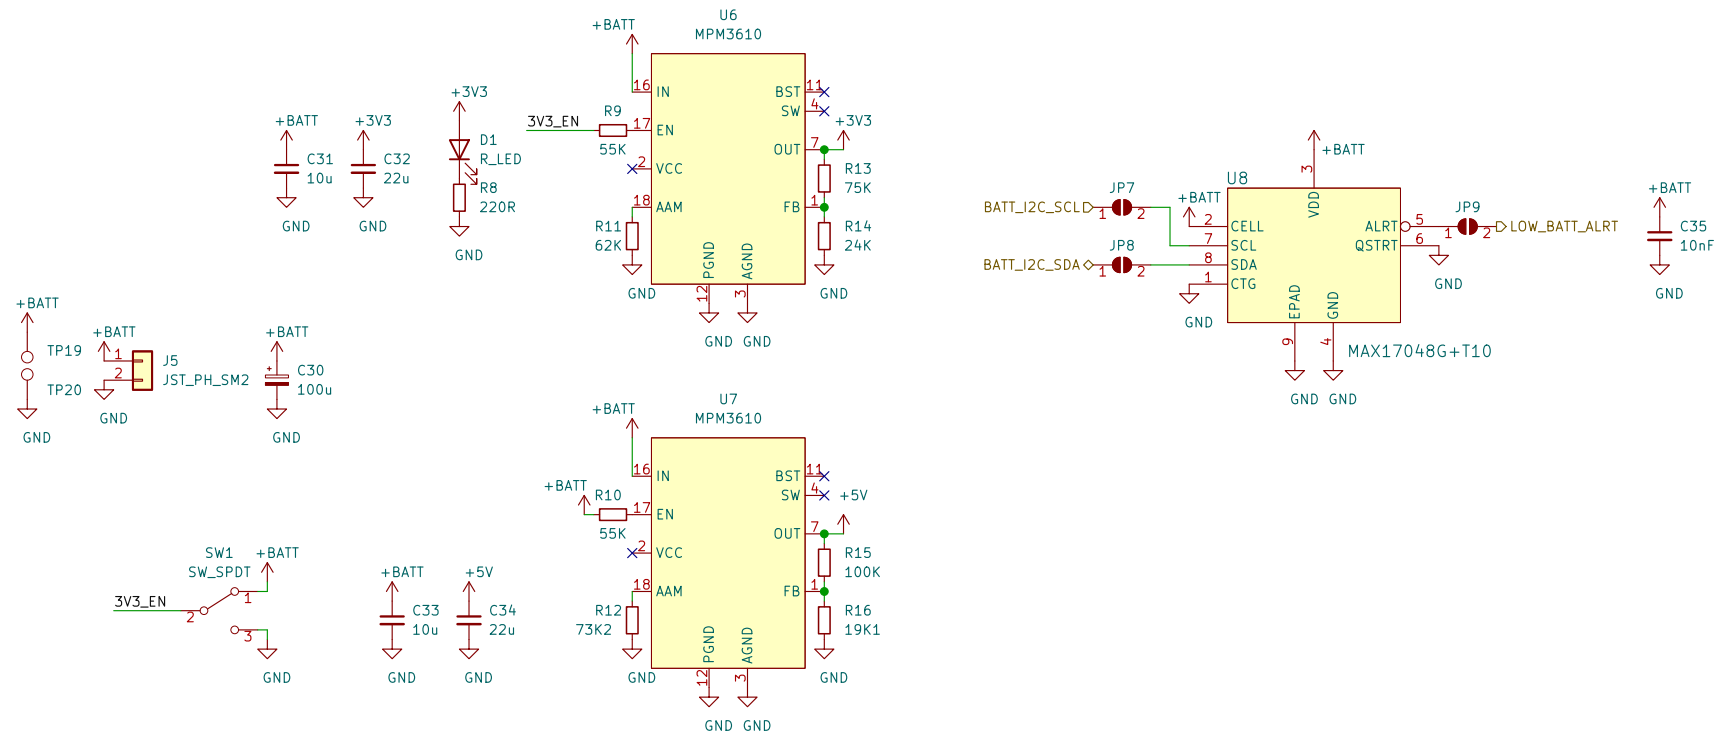 U6
MPM3610
+BATT
16
IN
17
EN
2
VCC
18
AAM
BST
11
SW
4
OUT
7
FB
1
PGND
12
AGND
3
+3V3
R13
75K
R14
24K
GND
GND
GND
GND
R9
55K
3V3_EN
R11
62K
+BATT
C31
10u
GND
+3V3
C32
22u
GND
+3V3
D1
R_LED
R8
220R
GND
+BATT
TP19
TP20
GND
+BATT
1
2
J5
JST_PH_SM2
GND
+BATT
+
C30
100u
GND
SW1
SW_SPDT
+BATT
3V3_EN
2
1
3
GND
+BATT
C33
10u
GND
+5V
C34
22u
GND
U7
MPM3610
+BATT
16
IN
+BATT
R10
55K
17
EN
2
VCC
18
AAM
R12
73K2
GND
BST
11
SW
4
OUT
7
FB
1
PGND
12
AGND
3
GND
GND
+5V
R15
100K
R16
19K1
GND
BATT_I2C_SCL
JP7
1
2
BATT_I2C_SDA
JP8
1
2
+BATT
U8
+BATT
3
VDD
2
CELL
7
SCL
8
SDA
1
CTG
GND
ALRT
5
QSTRT
6
EPAD
9
GND
4
MAX17048G+T10
GND
GND
GND
JP9
1
2
LOW_BATT_ALRT
+BATT
C35
10nF
GND